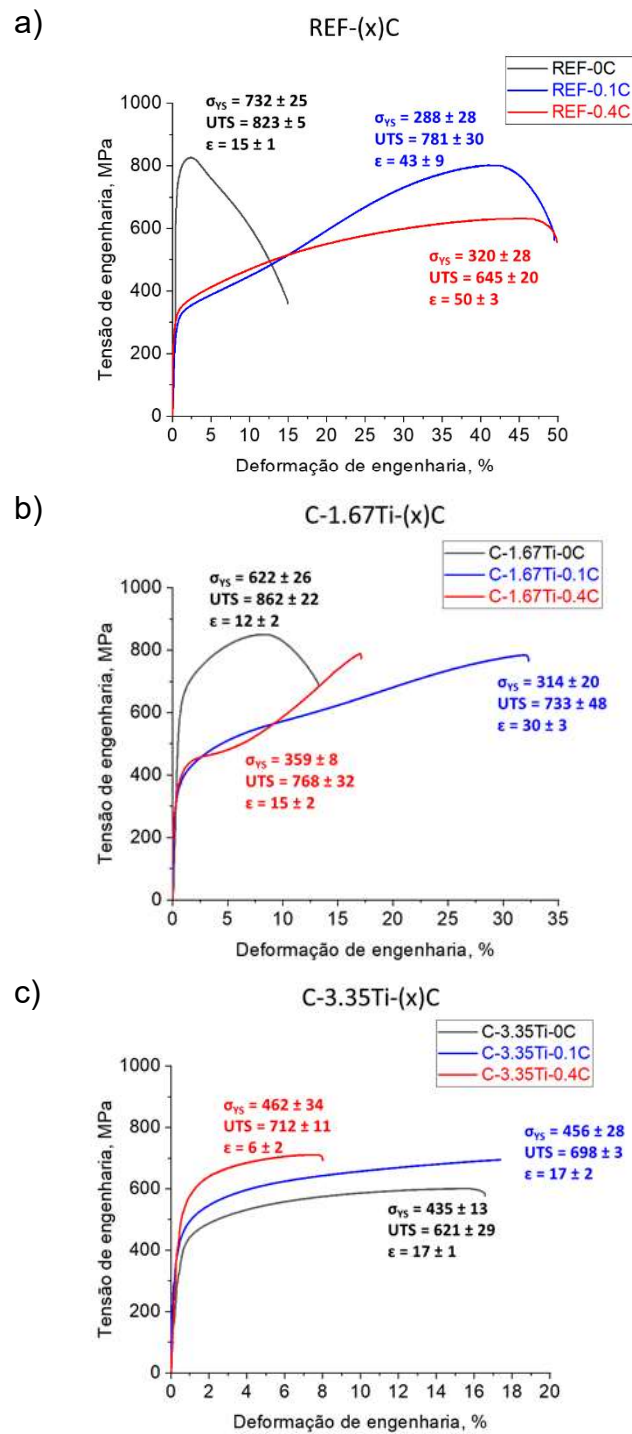 a)
REF-(x)C
REF-0C
REF-0.1C
REF-0.4C
σYS = 732 ± 25
UTS = 823 ± 5
ε = 15 ± 1
288 ± 28
781 ± 30
ε = 43 ± 9
σYS = 320 ± 28
UTS = 645 ± 20
ε = 50 ± 3
Tensão de engenharia, MPa
1000
800
600
400
200
0
0 5 10 15 20 25 30 35 40 45 50
Deformação de engenharia, %
b)
C-1.67Ti-(x)C
C-1.67Ti-0C
C-1.67Ti-0.1C
C-1.67Ti-0.4C
σYS = 622 ± 26
UTS = 862 ± 22
ε = 12 ± 2
σYS = 314 ± 20
UTS = 733 ± 48
ε = 30 ± 3
σYS = 359 ± 8
UTS = 768 ± 32
ε = 15 ± 2
Tensão de engenharia, MPa
1000
800
600
400
200
0
0 5 10 15 20 25 30 35
Deformação de engenharia, %
c)
C-3.35Ti-(x)C
C-3.35Ti-0C
C-3.35Ti-0.1C
C-3.35Ti-0.4C
σYS = 462 ± 34
UTS = 712 ± 11
ε = 6 ± 2
σYS = 456 ± 28
UTS = 698 ± 3
ε = 17 ± 2
σYS = 435 ± 13
UTS = 621 ± 29
ε = 17 ± 1
Tensão de engenharia, MPa
1000
800
600
400
200
0
0 2 4 6 8 10 12 14 16 18 20
Deformação de engenharia, %